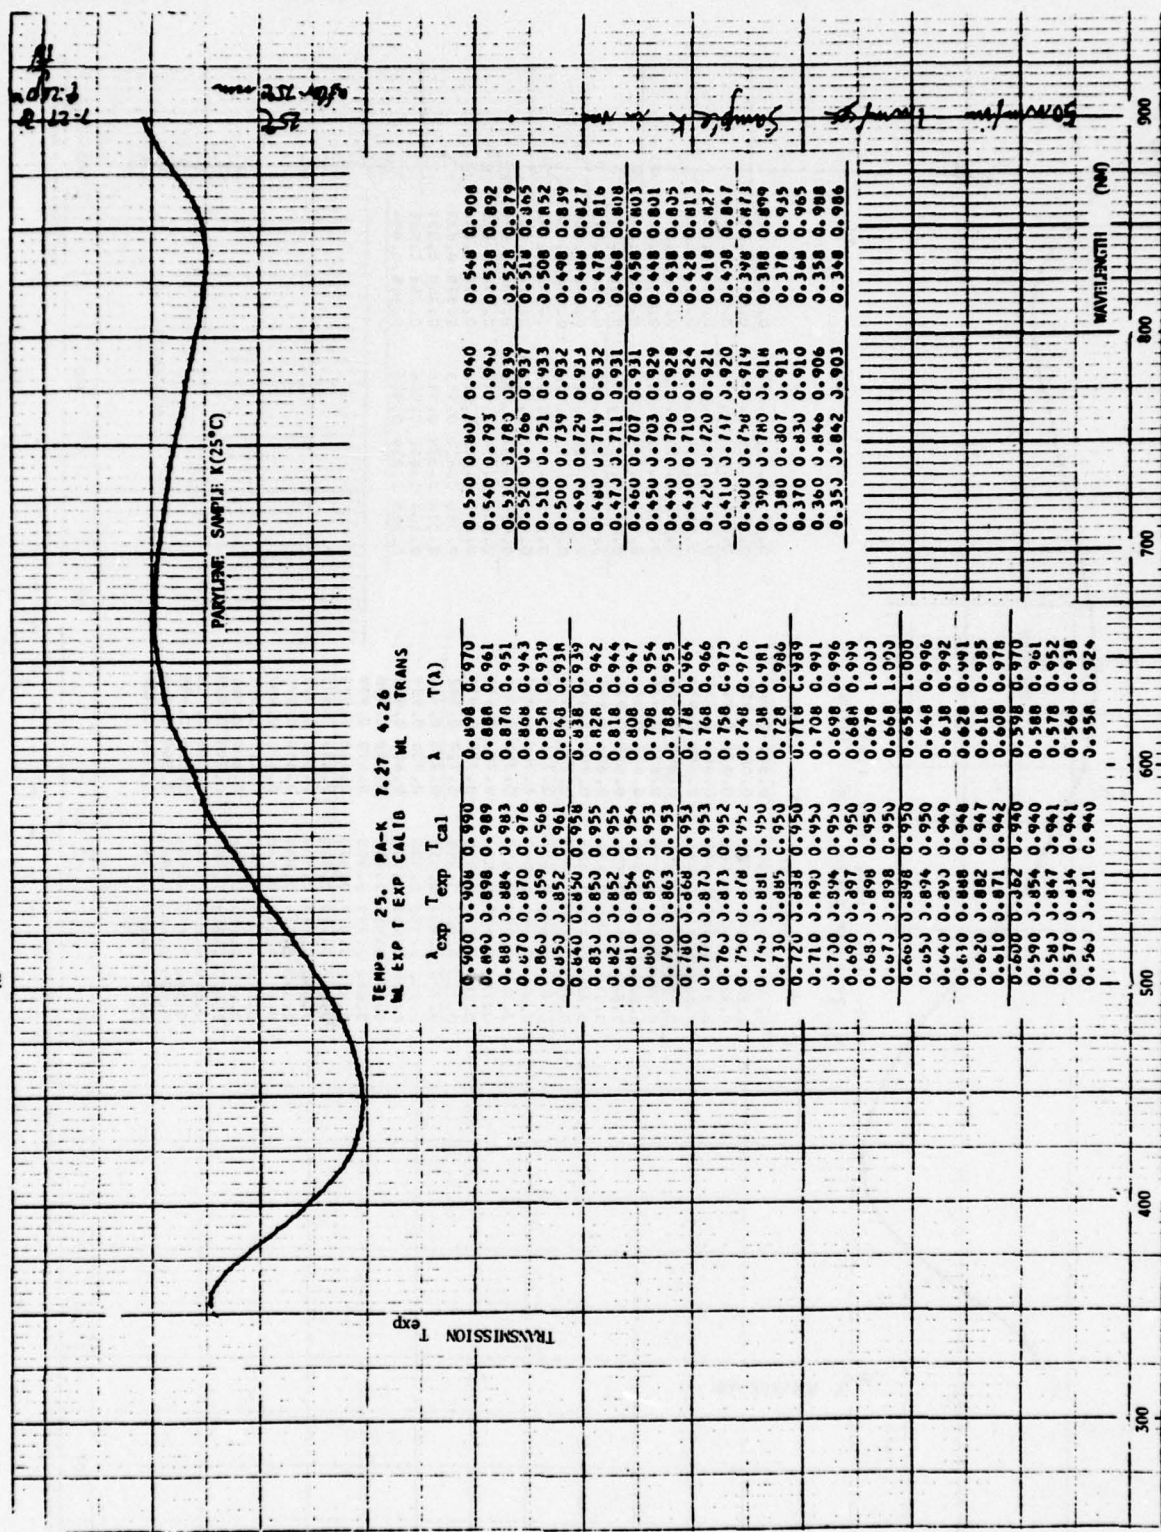 PARYLENE SAMPLE K(25°C)
TEMP= 25. PA-K 7.27 4.26
WL EXP T EXP CALIB WL TRANS
λexp Texp Tcal λ T(λ)
0.900 0.908 0.990 0.898 0.970
0.890 0.898 0.989 0.888 0.961
0.880 0.884 0.983 0.878 0.951
0.870 0.870 0.976 0.868 0.943
0.860 0.859 0.968 0.858 0.939
0.850 0.852 0.961 0.848 0.938
0.840 0.850 0.958 0.838 0.939
0.830 0.850 0.955 0.828 0.942
0.820 0.852 0.955 0.818 0.944
0.810 0.854 0.954 0.808 0.947
0.800 0.859 0.953 0.798 0.954
0.790 0.863 0.953 0.788 0.958
0.780 0.868 0.953 0.778 0.964
0.770 0.870 0.953 0.768 0.966
0.760 0.873 0.952 0.758 0.970
0.750 0.878 0.952 0.748 0.976
0.740 0.881 0.950 0.738 0.981
0.730 0.885 0.950 0.728 0.986
0.720 0.888 0.950 0.718 0.989
0.710 0.890 0.950 0.708 0.991
0.700 0.894 0.950 0.698 0.996
0.690 0.897 0.950 0.688 0.999
0.680 0.898 0.950 0.678 1.000
0.670 0.898 0.950 0.668 1.000
0.660 0.898 0.950 0.658 1.000
0.650 0.894 0.950 0.648 0.996
0.640 0.890 0.949 0.638 0.992
0.630 0.888 0.948 0.628 0.991
0.620 0.882 0.947 0.618 0.985
0.610 0.871 0.942 0.608 0.978
0.600 0.862 0.940 0.598 0.970
0.590 0.854 0.940 0.588 0.961
0.580 0.847 0.941 0.578 0.952
0.570 0.834 0.941 0.568 0.938
0.560 0.821 0.940 0.558 0.924
0.550 0.807 0.940 0.548 0.908
0.540 0.793 0.940 0.538 0.892
0.530 0.780 0.939 0.528 0.879
0.520 0.766 0.937 0.518 0.865
0.510 0.751 0.933 0.508 0.852
0.500 0.739 0.932 0.498 0.839
0.490 0.729 0.933 0.488 0.827
0.480 0.719 0.932 0.478 0.816
0.470 0.711 0.931 0.468 0.808
0.460 0.707 0.931 0.458 0.803
0.450 0.703 0.929 0.448 0.801
0.440 0.706 0.928 0.438 0.805
0.430 0.710 0.924 0.428 0.813
0.420 0.720 0.921 0.418 0.827
0.410 0.737 0.920 0.408 0.847
0.400 0.758 0.919 0.398 0.873
0.390 0.780 0.918 0.388 0.899
0.380 0.807 0.913 0.378 0.935
0.370 0.830 0.910 0.368 0.965
0.360 0.846 0.906 0.358 0.988
0.350 0.842 0.903 0.348 0.986
TRANSMISSION Texp
300 400 500 600 700 800 900
WAVELENGTH (NM)
7-27-78
25°C
after 75°C run
Sample K
50 nm/in